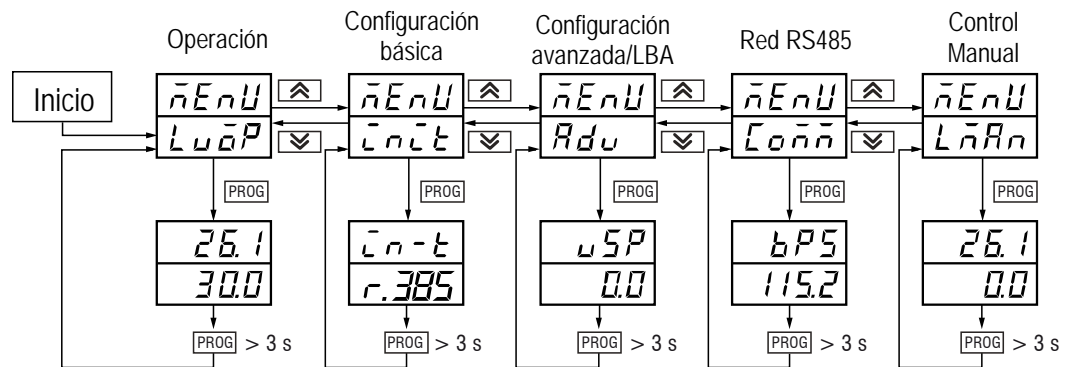 Operación
Configuración
básica
Configuración
avanzada/LBA
Red RS485
Control
Manual
Inicio
mEnU mEnU mEnU mEnU mEnU
LvoP init Adv Comm LmAn
PROG PROG PROG PROG PROG
26.1 in-t uSP bPS 26.1
30.0 r.385 0.0 115.2 0.0
PROG > 3 s PROG > 3 s PROG > 3 s PROG > 3 s PROG > 3 s